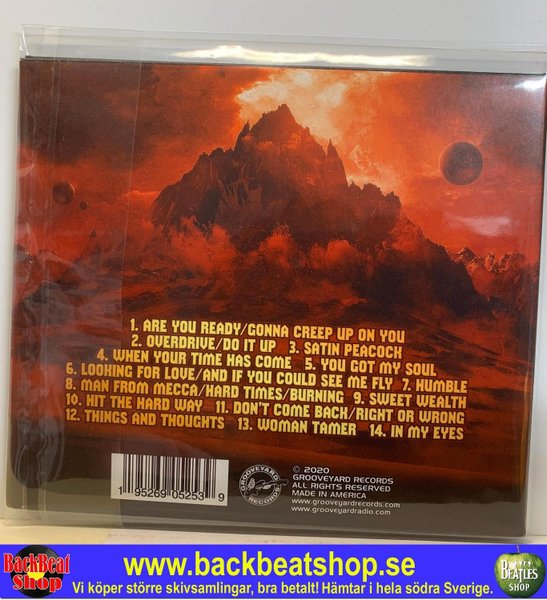 1. ARE YOU READY/GONNA CREEP UP ON YOU
2. OVERDRIVE/DO IT UP 3. SATIN PEACOCK
4. WHEN YOUR TIME HAS COME 5. YOU GOT MY SOUL
6. LOOKING FOR LOVE/AND IF YOU COULD SEE ME FLY 7. HUMBLE
8. MAN FROM MECCA/HARD TIMES/BURNING 9. SWEET WEALTH
10. HIT THE HARD WAY 11. DON'T COME BACK/RIGHT OR WRONG
12. THINGS AND THOUGHTS 13. WOMAN TAMER 14. IN MY EYES
1 95269 05253 9
GROOVEYARD
RECORDS
© 2020
GROOVEYARD RECORDS
ALL RIGHTS RESERVED
MADE IN AMERICA
www.grooveyardrecords.com
www.grooveyardradio.com
BackBeat
Shop
www.backbeatshop.se
Vi köper större skivsamlingar, bra betalt! Hämtar i hela södra Sverige.
BEATLES
SHOP